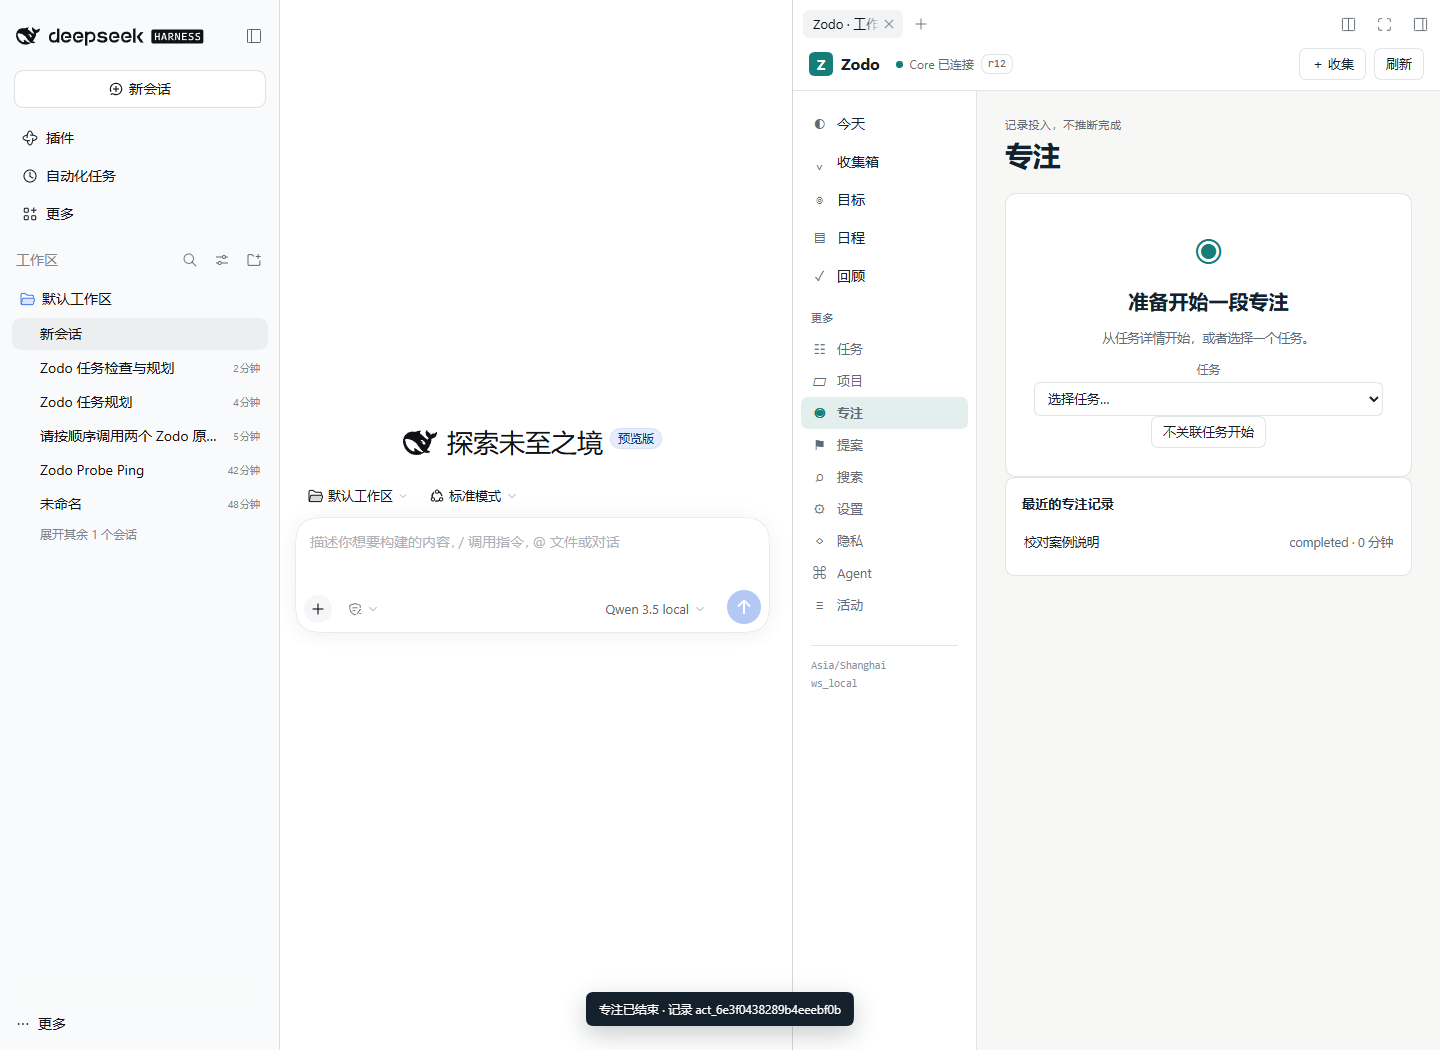 deepseek HARNESS
新会话
插件
自动化任务
更多
工作区
默认工作区
新会话
Zodo 任务检查与规划 2分钟
Zodo 任务规划 4分钟
请按顺序调用两个 Zodo 原... 5分钟
Zodo Probe Ping 42分钟
未命名 48分钟
展开其余 1 个会话
更多
探索未至之境 预览版
默认工作区 标准模式
描述你想要构建的内容, / 调用指令, @ 文件或对话
Qwen 3.5 local
Zodo · 工作
Z Zodo Core 已连接 r12 + 收集 刷新
今天
收集箱
目标
日程
回顾
更多
任务
项目
专注
提案
搜索
设置
隐私
Agent
活动
Asia/Shanghai
ws_local
记录投入，不推断完成
专注
准备开始一段专注
从任务详情开始，或者选择一个任务。
任务
选择任务...
不关联任务开始
最近的专注记录
校对案例说明 completed · 0 分钟
专注已结束 · 记录 act_6e3f0438289b4eeebf0b